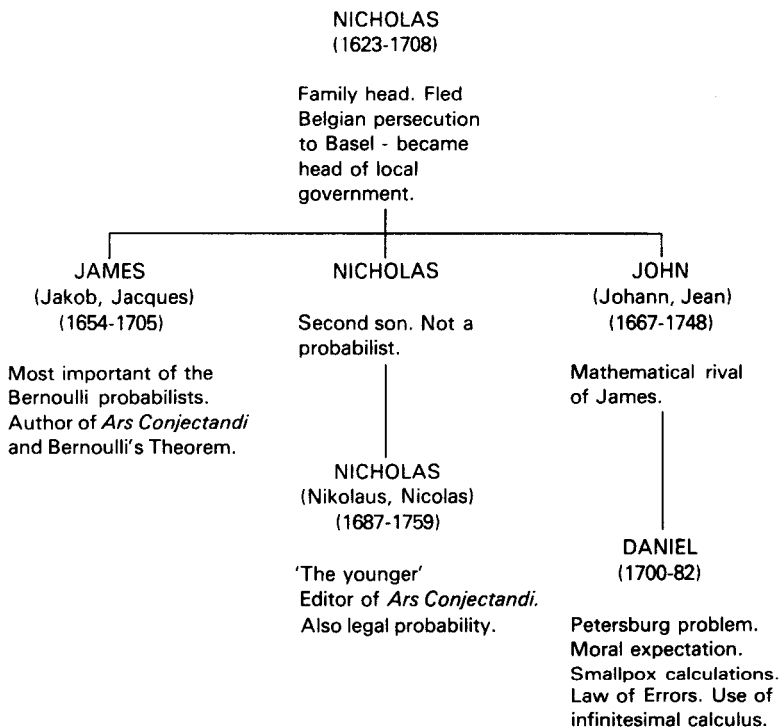 NICHOLAS
(1623-1708)
Family head. Fled
Belgian persecution
to Basel - became
head of local
government.
JAMES
(Jakob, Jacques)
(1654-1705)
Most important of the
Bernoulli probabilists.
Author of Ars Conjectandi
and Bernoulli's Theorem.
NICHOLAS
Second son. Not a
probabilist.
NICHOLAS
(Nikolaus, Nicolas)
(1687-1759)
'The younger'
Editor of Ars Conjectandi.
Also legal probability.
JOHN
(Johann, Jean)
(1667-1748)
Mathematical rival
of James.
DANIEL
(1700-82)
Petersburg problem.
Moral expectation.
Smallpox calculations.
Law of Errors. Use of
infinitesimal calculus.